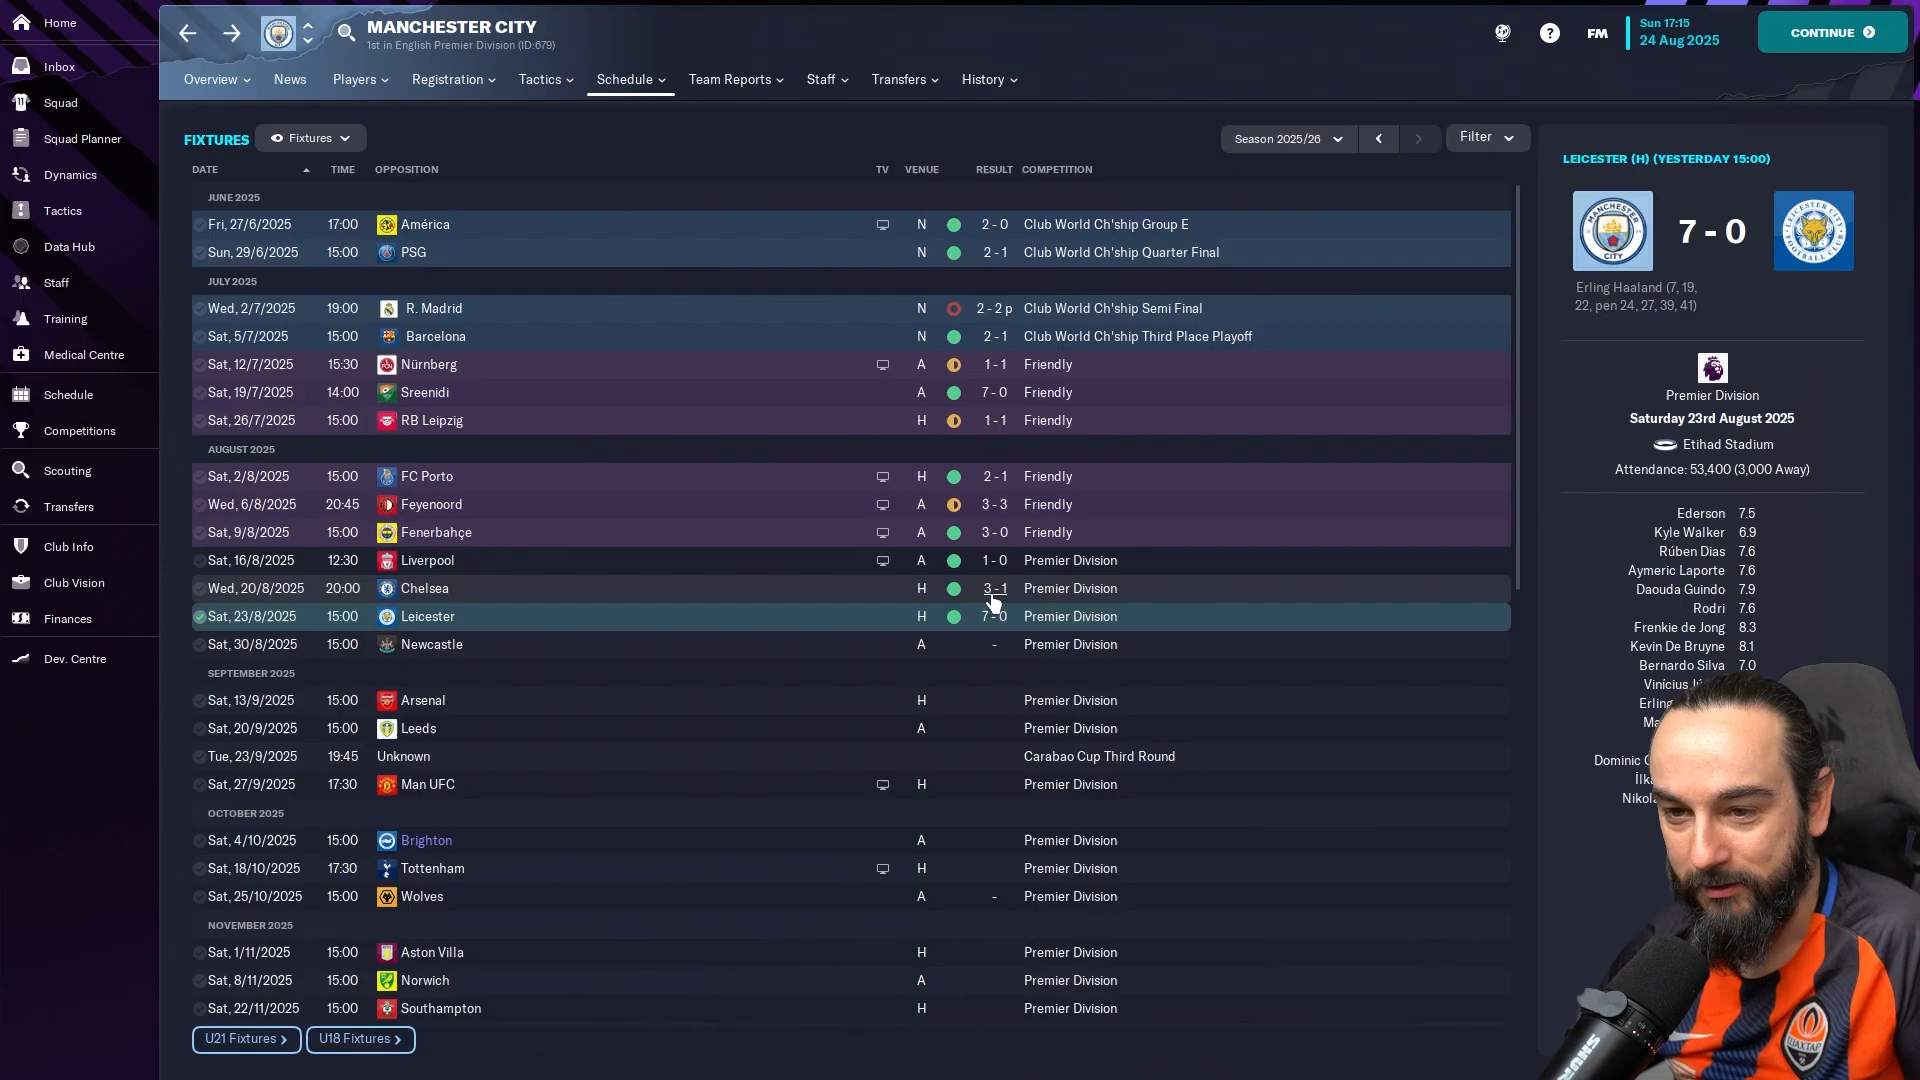 Home
Inbox
Squad
Squad Planner
Dynamics
Tactics
Data Hub
Staff
Training
Medical Centre
Schedule
Competitions
Scouting
Transfers
Club Info
Club Vision
Finances
Dev. Centre
MANCHESTER CITY
1st in English Premier Division (ID:679)
FM
Sun 17:15
24 Aug 2025
CONTINUE
Overview News Players Registration Tactics Schedule Team Reports Staff Transfers History
FIXTURES Fixtures Season 2025/26 Filter
DATE TIME OPPOSITION TV VENUE RESULT COMPETITION
JUNE 2025
Fri, 27/6/2025 17:00 América N 2 - 0 Club World Ch'ship Group E
Sun, 29/6/2025 15:00 PSG N 2 - 1 Club World Ch'ship Quarter Final
JULY 2025
Wed, 2/7/2025 19:00 R. Madrid N 2 - 2 p Club World Ch'ship Semi Final
Sat, 5/7/2025 15:00 Barcelona N 2 - 1 Club World Ch'ship Third Place Playoff
Sat, 12/7/2025 15:30 Nürnberg A 1 - 1 Friendly
Sat, 19/7/2025 14:00 Sreenidi A 7 - 0 Friendly
Sat, 26/7/2025 15:00 RB Leipzig H 1 - 1 Friendly
AUGUST 2025
Sat, 2/8/2025 15:00 FC Porto H 2 - 1 Friendly
Wed, 6/8/2025 20:45 Feyenoord A 3 - 3 Friendly
Sat, 9/8/2025 15:00 Fenerbahçe A 3 - 0 Friendly
Sat, 16/8/2025 12:30 Liverpool A 1 - 0 Premier Division
Wed, 20/8/2025 20:00 Chelsea H 3 - 1 Premier Division
Sat, 23/8/2025 15:00 Leicester H 7 - 0 Premier Division
Sat, 30/8/2025 15:00 Newcastle A - Premier Division
SEPTEMBER 2025
Sat, 13/9/2025 15:00 Arsenal H Premier Division
Sat, 20/9/2025 15:00 Leeds A Premier Division
Tue, 23/9/2025 19:45 Unknown Carabao Cup Third Round
Sat, 27/9/2025 17:30 Man UFC H Premier Division
OCTOBER 2025
Sat, 4/10/2025 15:00 Brighton A Premier Division
Sat, 18/10/2025 17:30 Tottenham H Premier Division
Sat, 25/10/2025 15:00 Wolves A - Premier Division
NOVEMBER 2025
Sat, 1/11/2025 15:00 Aston Villa H Premier Division
Sat, 8/11/2025 15:00 Norwich A Premier Division
Sat, 22/11/2025 15:00 Southampton H Premier Division
U21 Fixtures U18 Fixtures
LEICESTER (H) (YESTERDAY 15:00)
7 - 0
Erling Haaland (7, 19,
22, pen 24, 27, 39, 41)
Premier Division
Saturday 23rd August 2025
Etihad Stadium
Attendance: 53,400 (3,000 Away)
Ederson 7.5
Kyle Walker 6.9
Rúben Dias 7.6
Aymeric Laporte 7.6
Daouda Guindo 7.9
Rodri 7.6
Frenkie de Jong 8.3
Kevin De Bruyne 8.1
Bernardo Silva 7.0
Vinícius
Erling
Dominic
ШАХТАР
SHURE